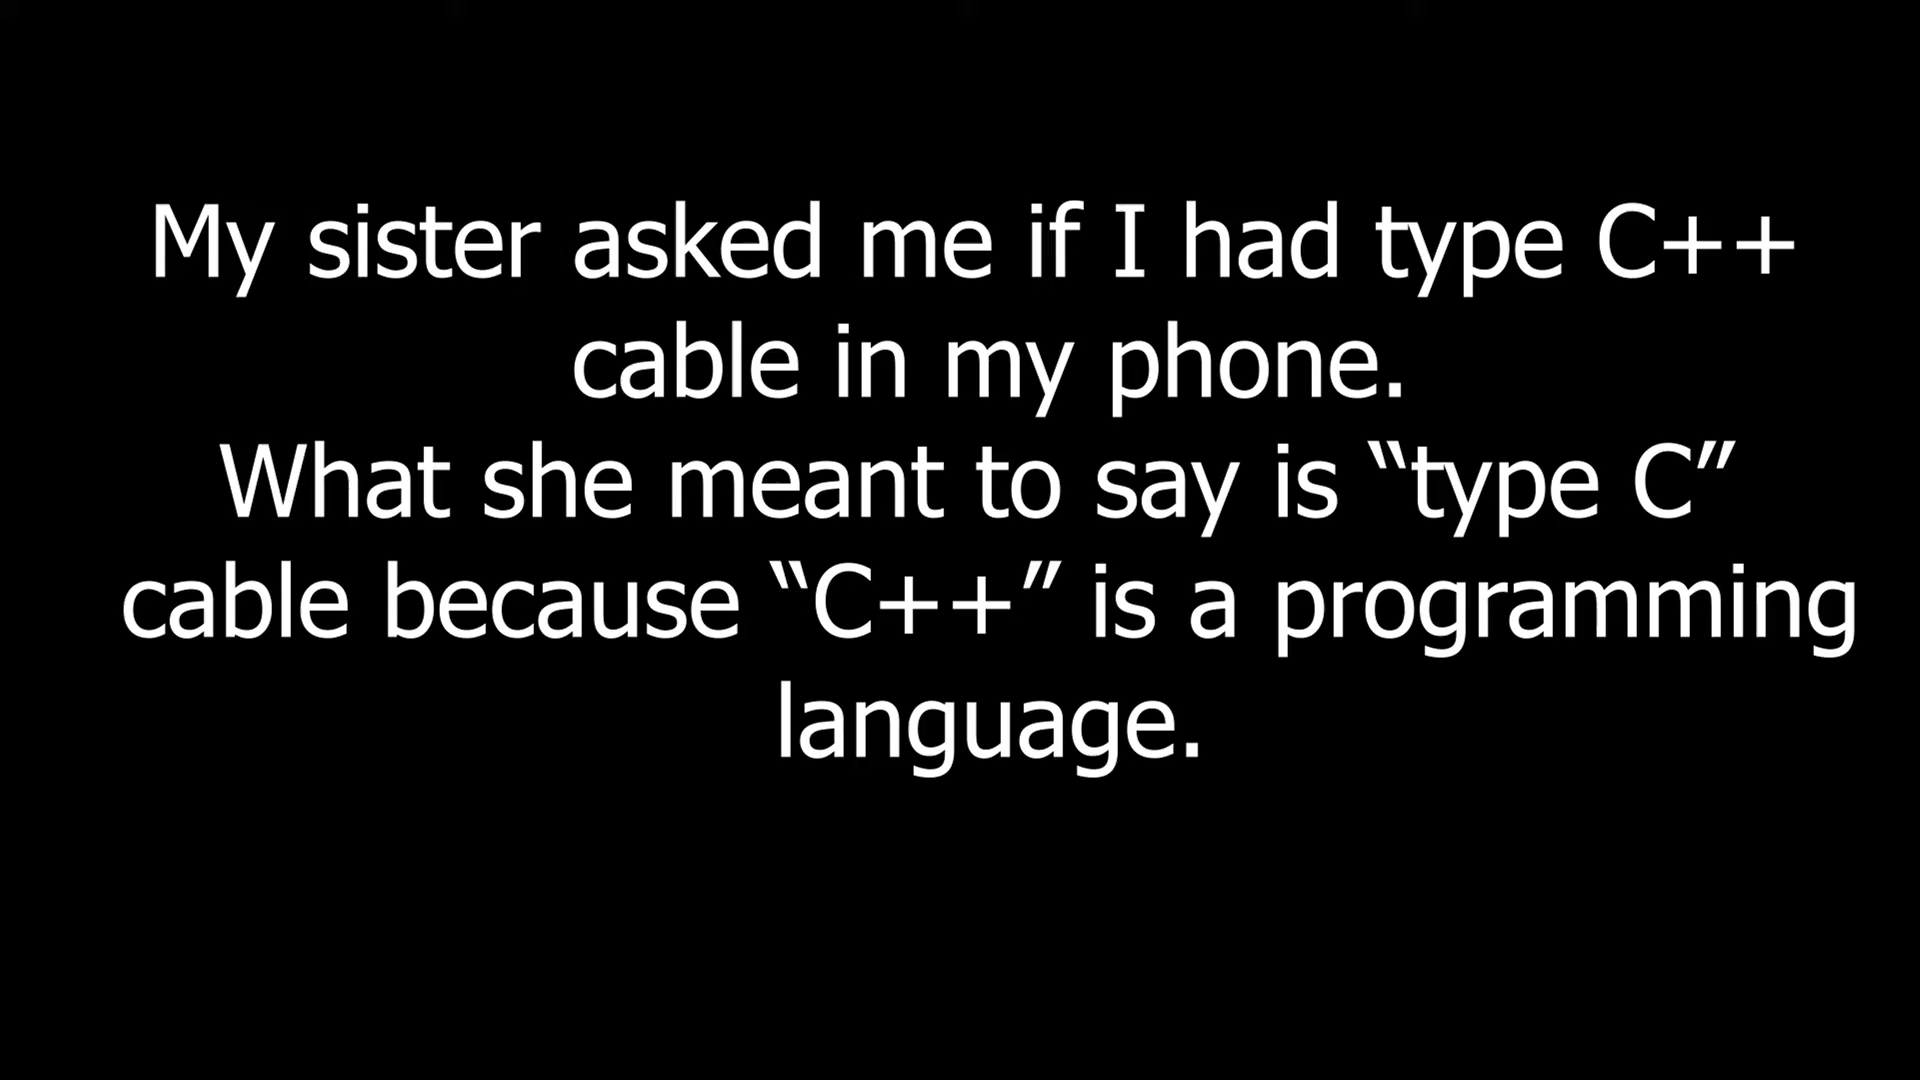 My sister asked me if I had type C++
cable in my phone.
What she meant to say is “type C”
cable because “C++” is a programming
language.